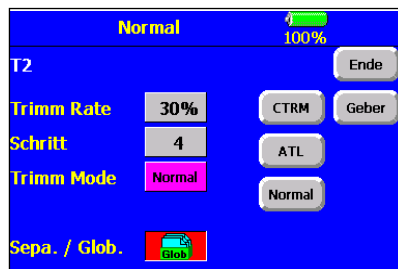 Normal
100%
T2 Ende
Trimm Rate 30% CTRM Geber
Schritt 4 ATL
Trimm Mode Normal Normal
Sepa. / Glob. Glob